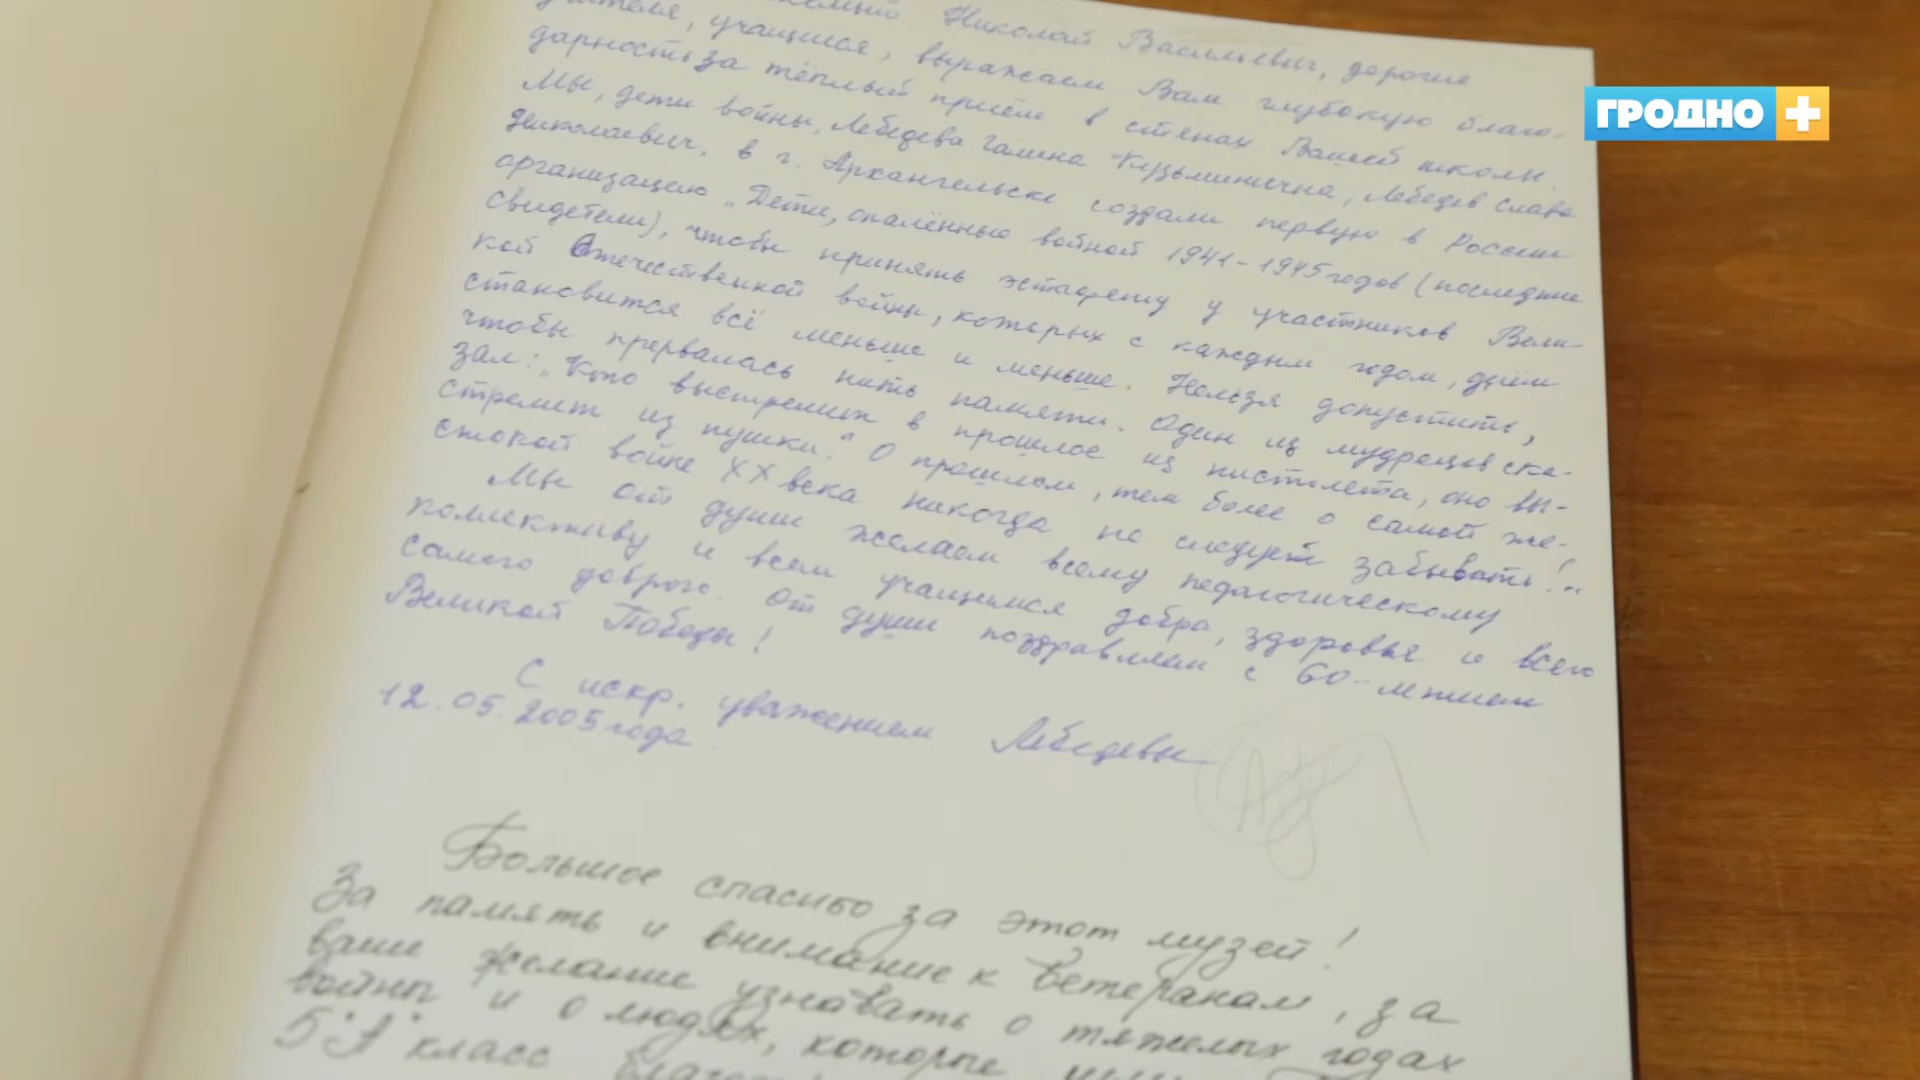 Николай Васильевич, дорогие
учителя, учащиеся, выражаем Вам глубокую благо-
дарность за тёплый приём в стенах Вашей школы.
Мы, дети войны, Лебедева Галина Кузьминична, Лебедев Слава
Николаевич, в г. Архангельске создали первую в России
организацию „Дети, опалённые войной 1941-1945 годов (последние
свидетели), чтобы принять эстафету у участников Вели-
кой Отечественной войны, которых с каждым годом, днём
становится всё меньше и меньше. Нельзя допустить,
чтобы прервалась нить памяти. Один из мудрецов ска-
зал: „Кто выстрелит в прошлое из пистолета, оно вы-
стрелит из пушки." О прошлом, тем более о самой же-
стокой войне XX века никогда не следует забывать!..
Мы от души желаем всему педагогическому
коллективу и всем учащимся добра, здоровья и всего
самого доброго. От души поздравляем с 60-летием
Великой Победы!
С искр. уважением Лебедевы
12.05.2005 года
Большое спасибо за этот музей!
За память и внимание к ветеранам, за
ваше желание узнавать о тяжелых годах
войны и о людях, которые
5 "А" класс
ГРОДНО +